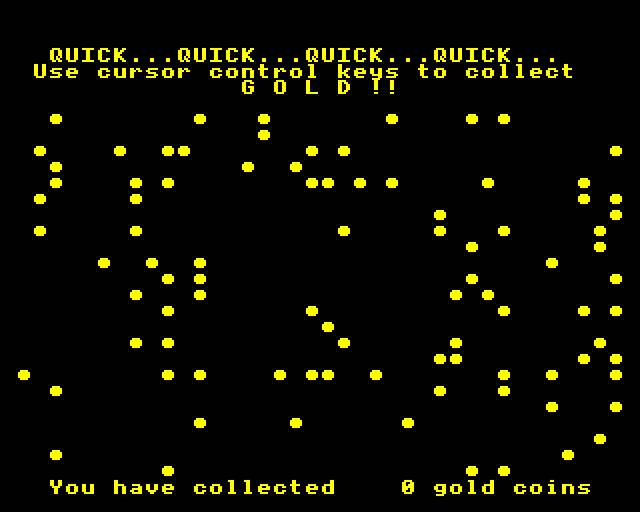 QUICK...QUICK...QUICK...QUICK...
Use cursor control keys to collect
G O L D !!
You have collected    0 gold coins